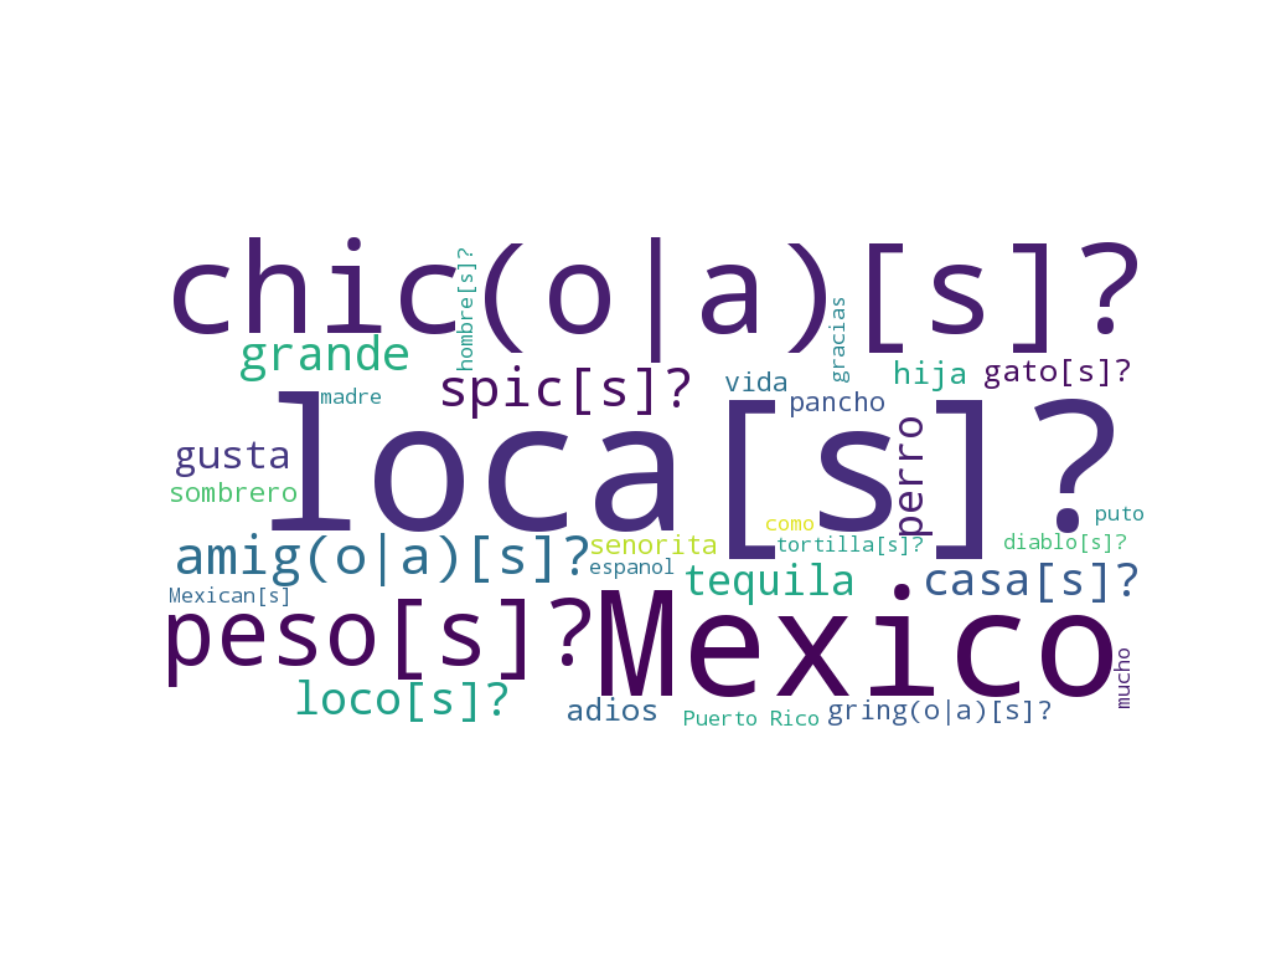 chic(o|a)[s]?
hombre[s]?
gracias
grande
spic[s]?
vida
hija
gato[s]?
madre
pancho
loca[s]?
perro
gusta
sombrero
como
puto
amig(o|a)[s]?
senorita
tortilla[s]?
diablo[s]?
espanol
tequila
casa[s]?
Mexican[s]
peso[s]?
Mexico
mucho
loco[s]?
adios
Puerto Rico
gring(o|a)[s]?